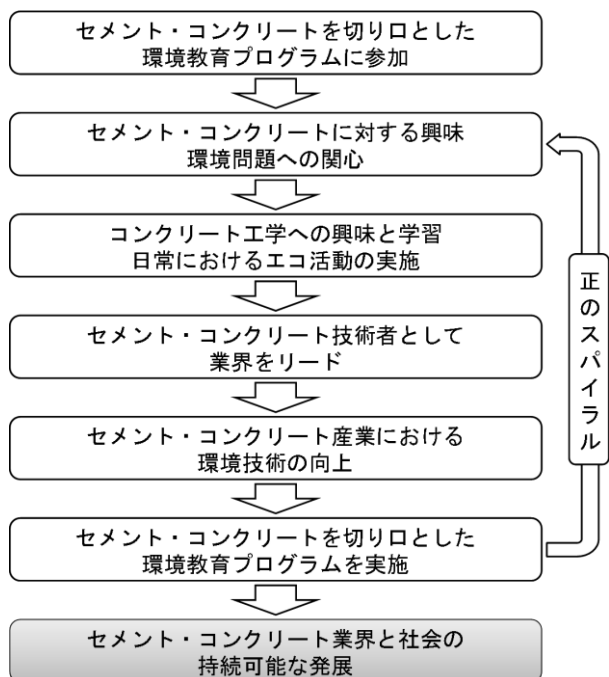 セメント・コンクリートを切り口とした
環境教育プログラムに参加
セメント・コンクリートに対する興味
環境問題への関心
コンクリート工学への興味と学習
日常におけるエコ活動の実施
セメント・コンクリート技術者として
業界をリード
セメント・コンクリート産業における
環境技術の向上
セメント・コンクリートを切り口とした
環境教育プログラムを実施
セメント・コンクリート業界と社会の
持続可能な発展
正のスパイラル